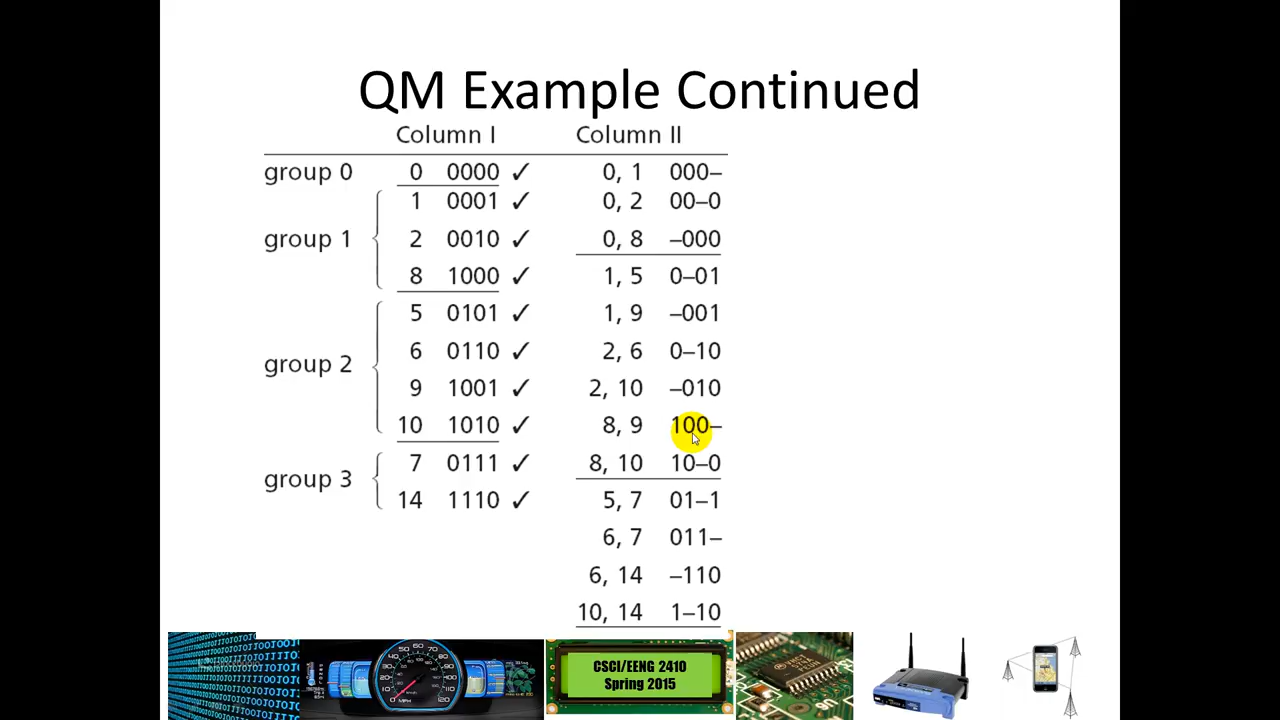 QM Example Continued
Column I Column II
group 0 0 0000 ✓ 0, 1 000–
1 0001 ✓ 0, 2 00–0
group 1 2 0010 ✓ 0, 8 –000
8 1000 ✓ 1, 5 0–01
5 0101 ✓ 1, 9 –001
6 0110 ✓ 2, 6 0–10
group 2
9 1001 ✓ 2, 10 –010
10 1010 ✓ 8, 9 100–
7 0111 ✓ 8, 10 10–0
group 3
14 1110 ✓ 5, 7 01–1
6, 7 011–
6, 14 –110
10, 14 1–10
CSCI/EENG 2410
Spring 2015